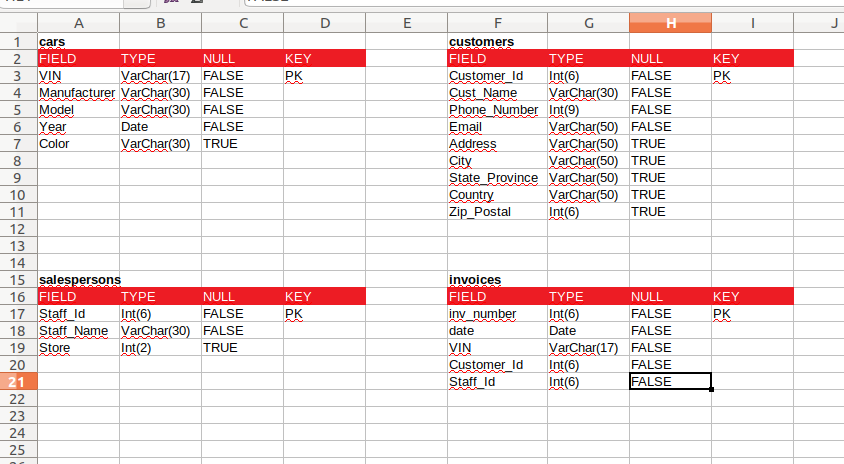 A B C D E F G H I J
1 cars customers
2 FIELD TYPE NULL KEY FIELD TYPE NULL KEY
3 VIN VarChar(17) FALSE PK Customer_Id Int(6) FALSE PK
4 Manufacturer VarChar(30) FALSE Cust_Name VarChar(30) FALSE
5 Model VarChar(30) FALSE Phone_Number Int(9) FALSE
6 Year Date FALSE Email VarChar(50) FALSE
7 Color VarChar(30) TRUE Address VarChar(50) TRUE
8 City VarChar(50) TRUE
9 State_Province VarChar(50) TRUE
10 Country VarChar(50) TRUE
11 Zip_Postal Int(6) TRUE
12
13
14
15 salespersons invoices
16 FIELD TYPE NULL KEY FIELD TYPE NULL KEY
17 Staff_Id Int(6) FALSE PK inv_number Int(6) FALSE PK
18 Staff_Name VarChar(30) FALSE date Date FALSE
19 Store Int(2) TRUE VIN VarChar(17) FALSE
20 Customer_Id Int(6) FALSE
21 Staff_Id Int(6) FALSE
22
23
24
25